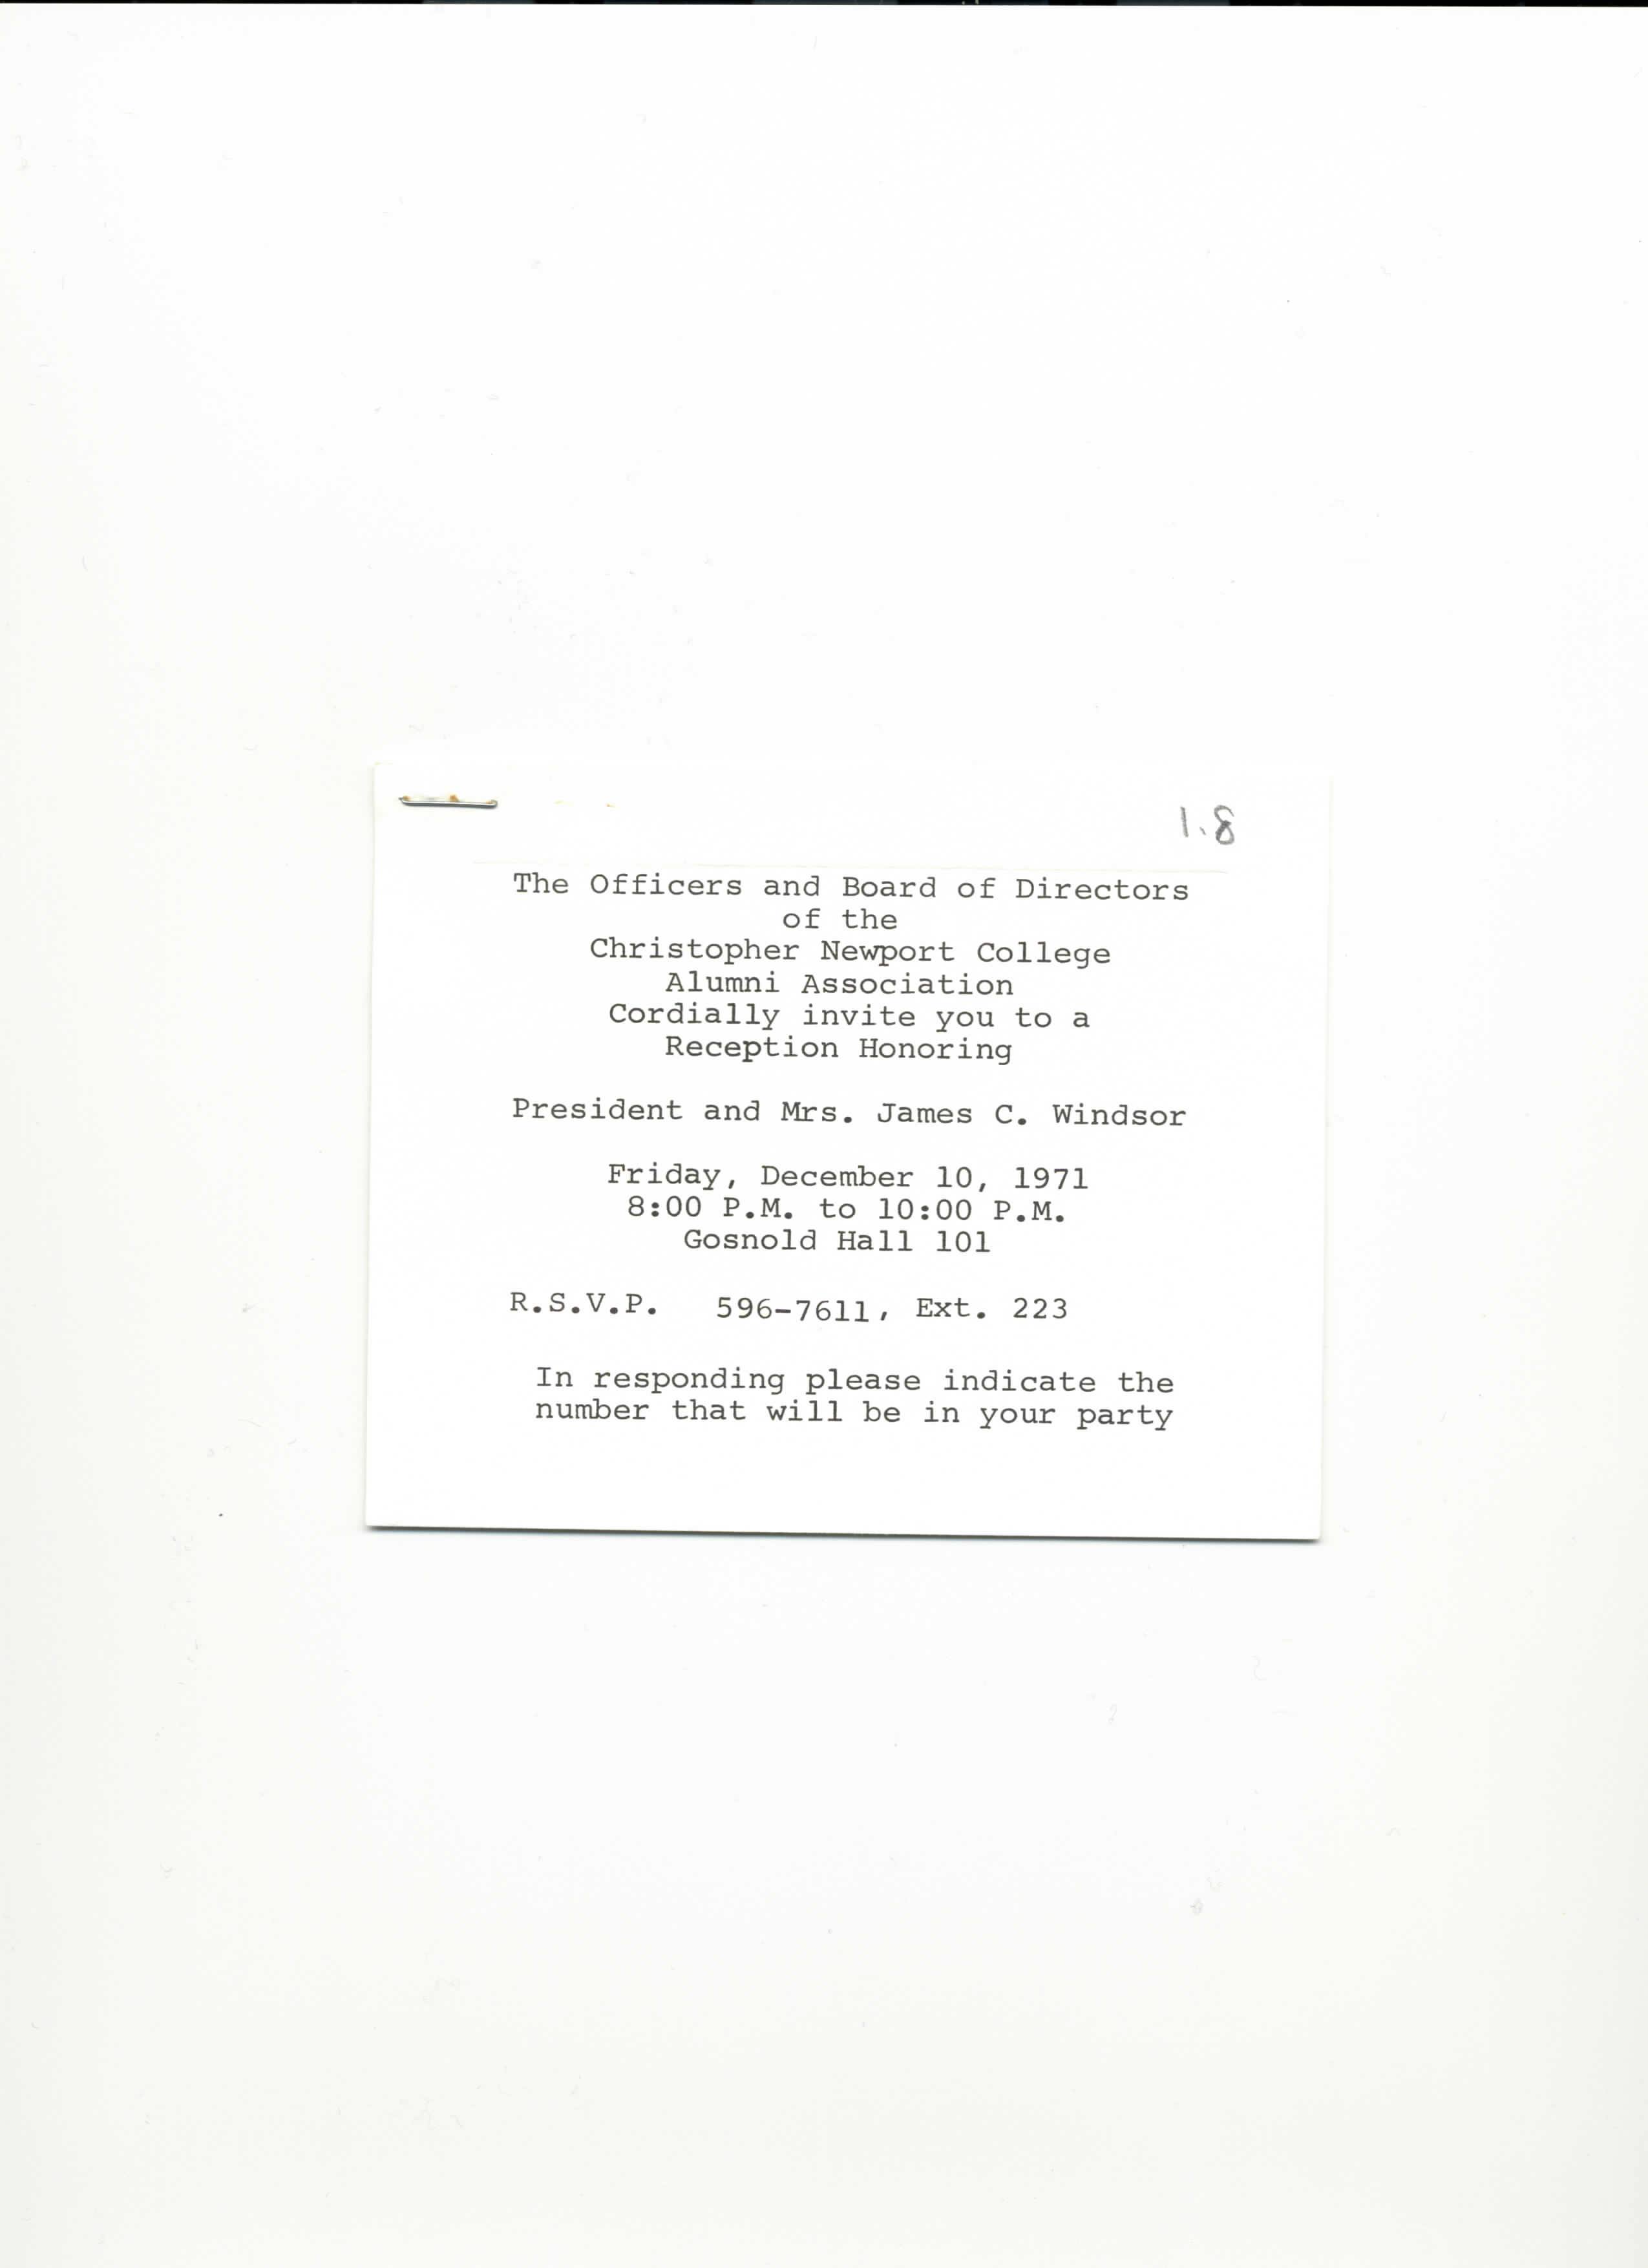 1.8
The Officers and Board of Directors
of the
Christopher Newport College
Alumni Association
Cordially invite you to a
Reception Honoring
President and Mrs. James C. Windsor
Friday, December 10, 1971
8:00 P.M. to 10:00 P.M.
Gosnold Hall 101
R.S.V.P. 596-7611, Ext. 223
In responding please indicate the
number that will be in your party